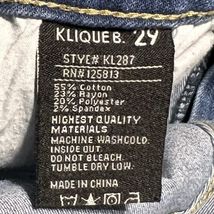 KLIQUE B. 29
STYLE# KL287
RN#125813
55% Cotton
23% Rayon
20% Polyester
2% Spandex
HIGHEST QUALITY
MATERIALS
MACHINE WASH COLD.
INSIDE OUT.
DO NOT BLEACH.
TUMBLE DRY LOW.
MADE IN CHINA